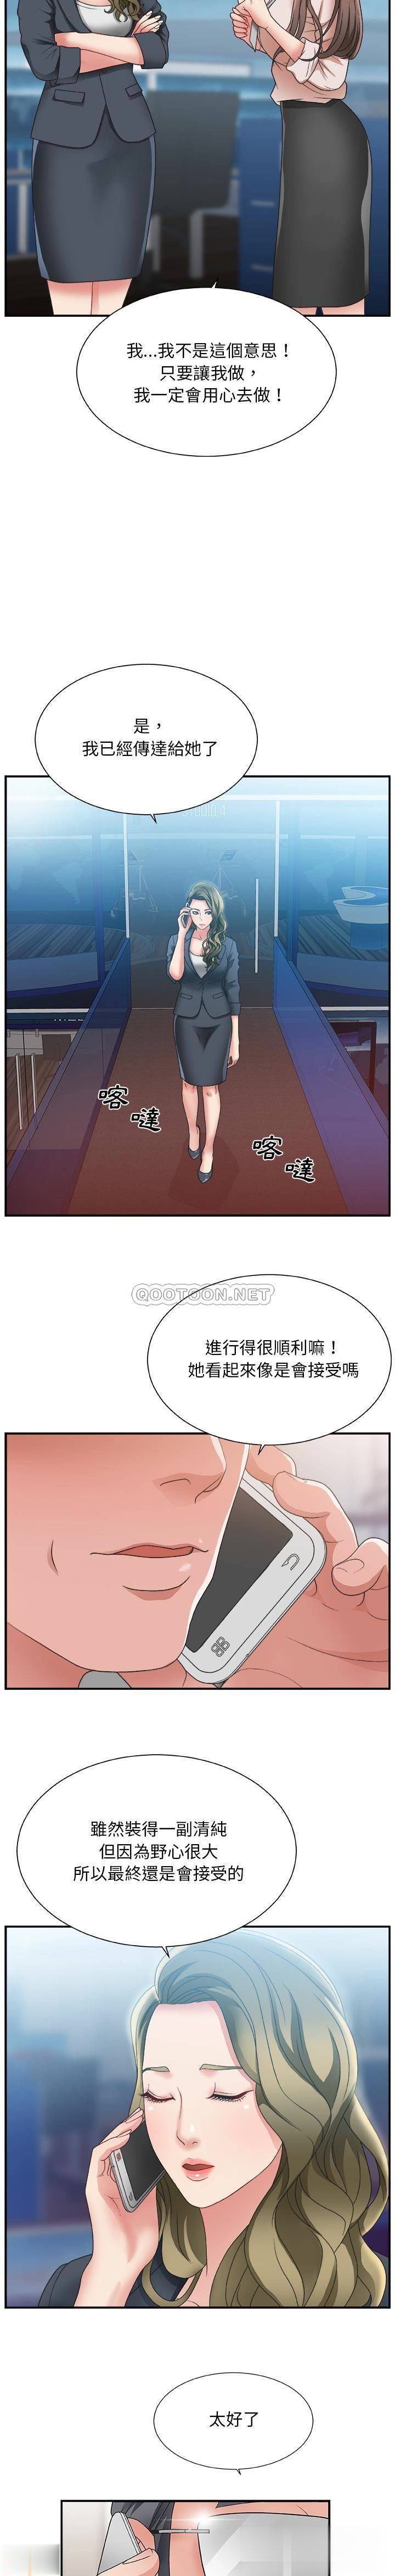 我...我不是這個意思！
只要讓我做，
我一定會用心去做！
是，
我已經傳達給她了
喀
噠
喀
噠
QOOTOON.NET
進行得很順利嘛！
她看起來像是會接受嗎
雖然裝得一副清純
但因為野心很大
所以最終還是會接受的
太好了